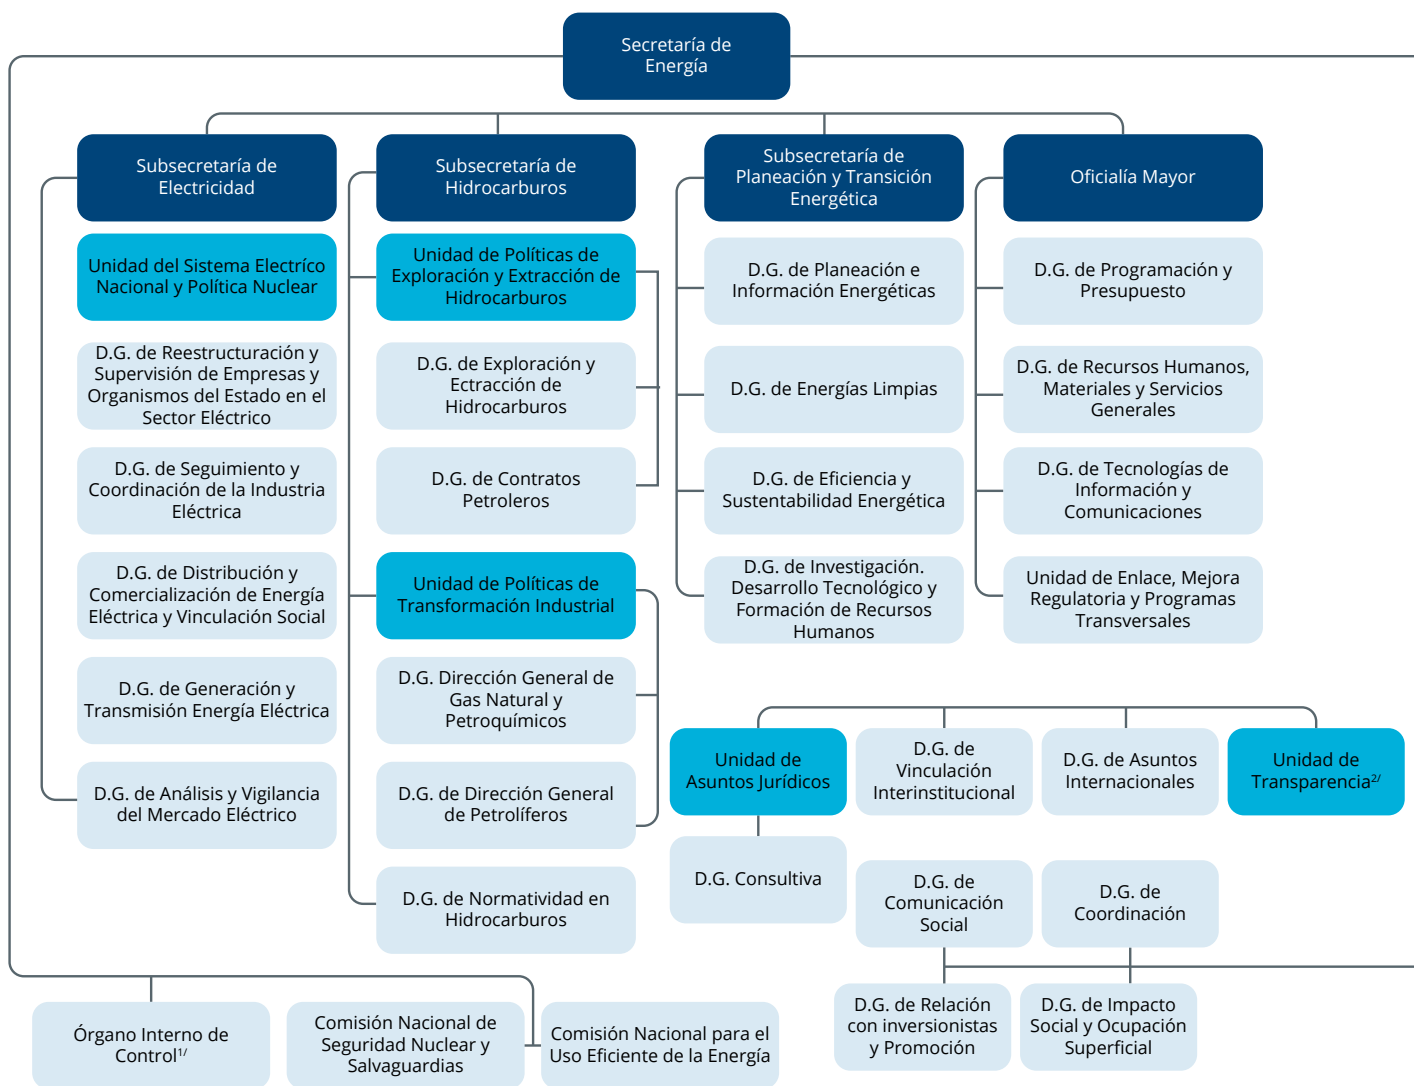 Secretaría de
Energía
Subsecretaría de
Electricidad
Unidad del Sistema Electríco
Nacional y Política Nuclear
D.G. de Reestructuración y
Supervisión de Empresas y
Organismos del Estado en el
Sector Eléctrico
D.G. de Seguimiento y
Coordinación de la Industria
Eléctrica
D.G. de Distribución y
Comercialización de Energía
Eléctrica y Vinculación Social
D.G. de Generación y
Transmisión Energía Eléctrica
D.G. de Análisis y Vigilancia
del Mercado Eléctrico
Subsecretaría de
Hidrocarburos
Unidad de Políticas de
Exploración y Extracción de
Hidrocarburos
D.G. de Exploración y
Ectracción de
Hidrocarburos
D.G. de Contratos
Petroleros
Unidad de Políticas de
Transformación Industrial
D.G. Dirección General de
Gas Natural y
Petroquímicos
D.G. de Dirección General
de Petrolíferos
D.G. de Normatividad en
Hidrocarburos
Subsecretaría de
Planeación y Transición
Energética
D.G. de Planeación e
Información Energéticas
D.G. de Energías Limpias
D.G. de Eficiencia y
Sustentabilidad Energética
D.G. de Investigación.
Desarrollo Tecnológico y
Formación de Recursos
Humanos
Oficialía Mayor
D.G. de Programación y
Presupuesto
D.G. de Recursos Humanos,
Materiales y Servicios
Generales
D.G. de Tecnologías de
Información y
Comunicaciones
Unidad de Enlace, Mejora
Regulatoria y Programas
Transversales
Unidad de
Asuntos Jurídicos
D.G. de
Vinculación
Interinstitucional
D.G. de Asuntos
Internacionales
Unidad de
Transparencia2/
D.G. Consultiva
D.G. de
Comunicación
Social
D.G. de
Coordinación
D.G. de Relación
con inversionistas
y Promoción
D.G. de Impacto
Social y Ocupación
Superficial
Órgano Interno de
Control1/
Comisión Nacional de
Seguridad Nuclear y
Salvaguardias
Comisión Nacional para el
Uso Eficiente de la Energía